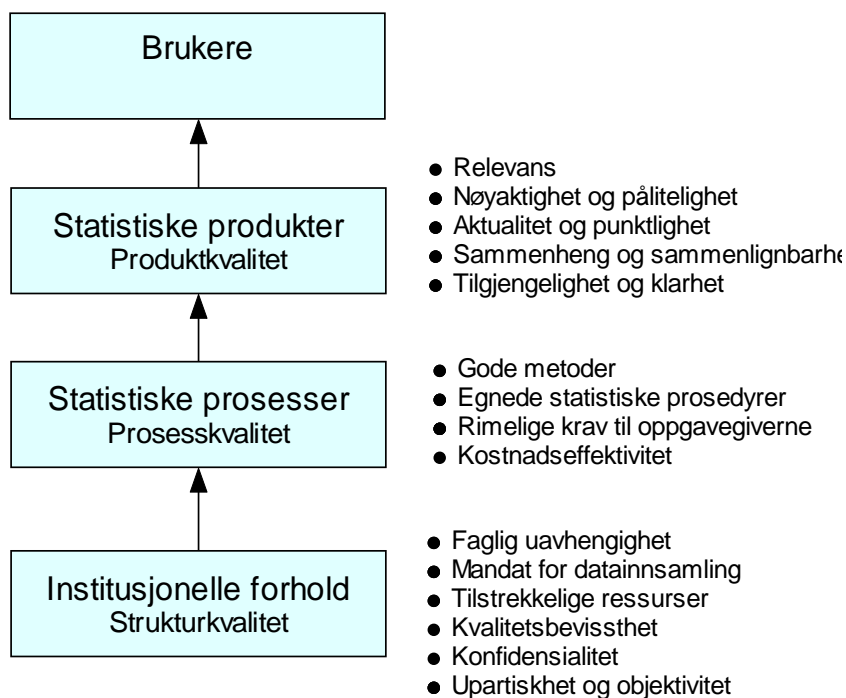 Brukere
Statistiske produkter
Produktkvalitet
● Relevans
● Nøyaktighet og pålitelighet
● Aktualitet og punktlighet
● Sammenheng og sammenlignbarhe
● Tilgjengelighet og klarhet
Statistiske prosesser
Prosesskvalitet
● Gode metoder
● Egnede statistiske prosedyrer
● Rimelige krav til oppgavegiverne
● Kostnadseffektivitet
Institusjonelle forhold
Strukturkvalitet
● Faglig uavhengighet
● Mandat for datainnsamling
● Tilstrekkelige ressurser
● Kvalitetsbevissthet
● Konfidensialitet
● Upartiskhet og objektivitet